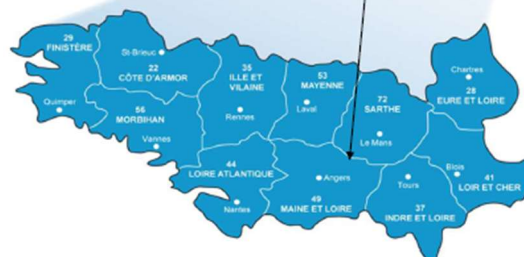 29
FINISTÈRE
St-Brieuc
22
CÔTE D'ARMOR
35
ILLE ET
VILAINE
53
MAYENNE
72
SARTHE
Chartres
28
EURE ET LOIRE
Quimper
56
MORBIHAN
Vannes
Rennes
Laval
Le Mans
44
LOIRE ATLANTIQUE
Nantes
Angers
49
MAINE ET LOIRE
Tours
37
INDRE ET LOIRE
Blois
41
LOIR ET CHER